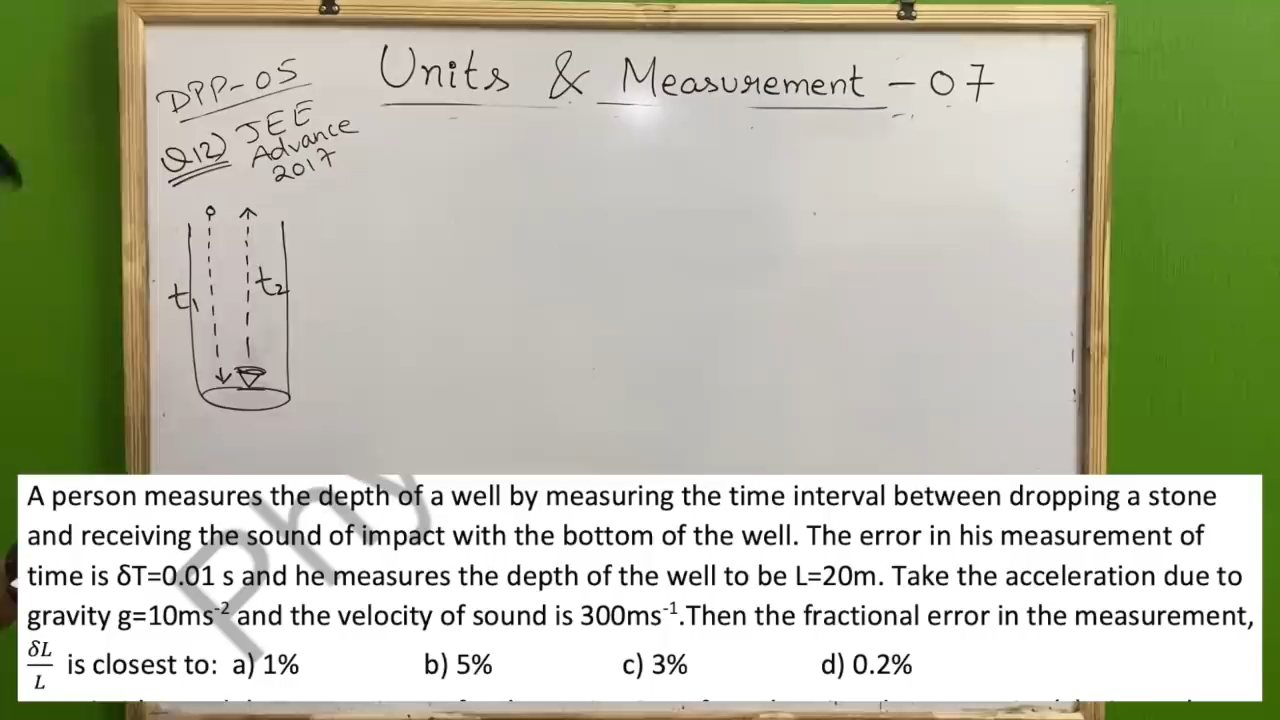 Units & Measurement - 07
DPP-05
Q12) JEE
Advance
2017
t₁
t₂
Phy
A person measures the depth of a well by measuring the time interval between dropping a stone
and receiving the sound of impact with the bottom of the well. The error in his measurement of
time is δT=0.01 s and he measures the depth of the well to be L=20m. Take the acceleration due to
gravity g=10ms⁻² and the velocity of sound is 300ms⁻¹.Then the fractional error in the measurement,
δL/L is closest to: a) 1% b) 5% c) 3% d) 0.2%